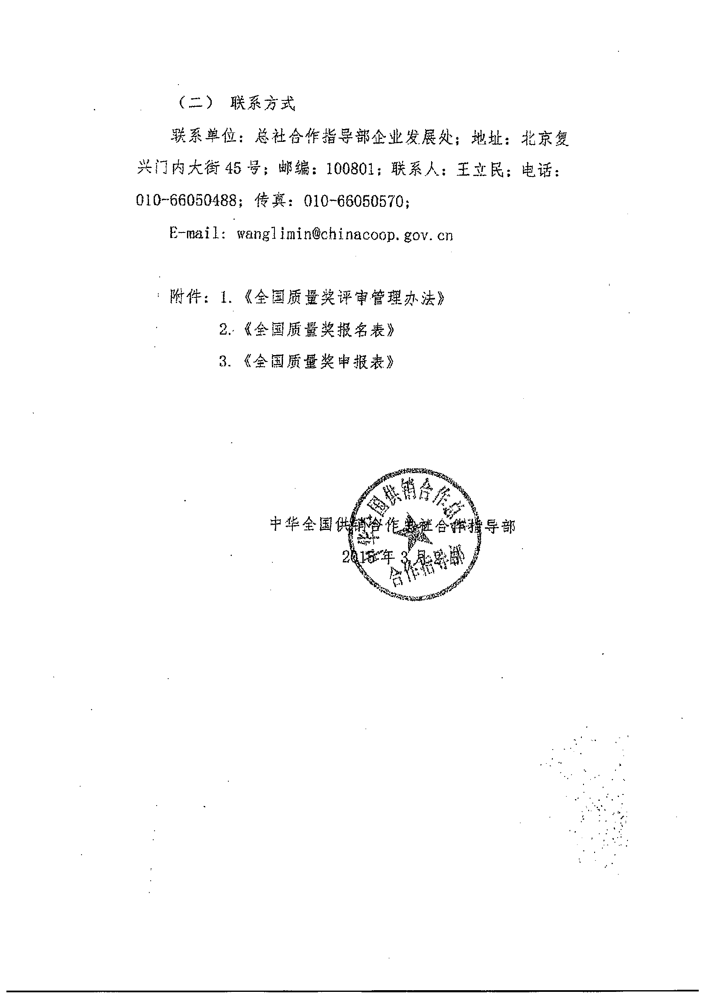 （二） 联系方式
联系单位：总社合作指导部企业发展处；地址：北京复
兴门内大街 45 号；邮编：100801；联系人：王立民；电话：
010-66050488；传真：010-66050570；
E-mail: wanglimin@chinacoop.gov.cn
附件：1.《全国质量奖评审管理办法》
2.《全国质量奖报名表》
3.《全国质量奖申报表》
中华全国供销合作总社合作指导部
年 3 月
华全国供销合作总
合作指导部